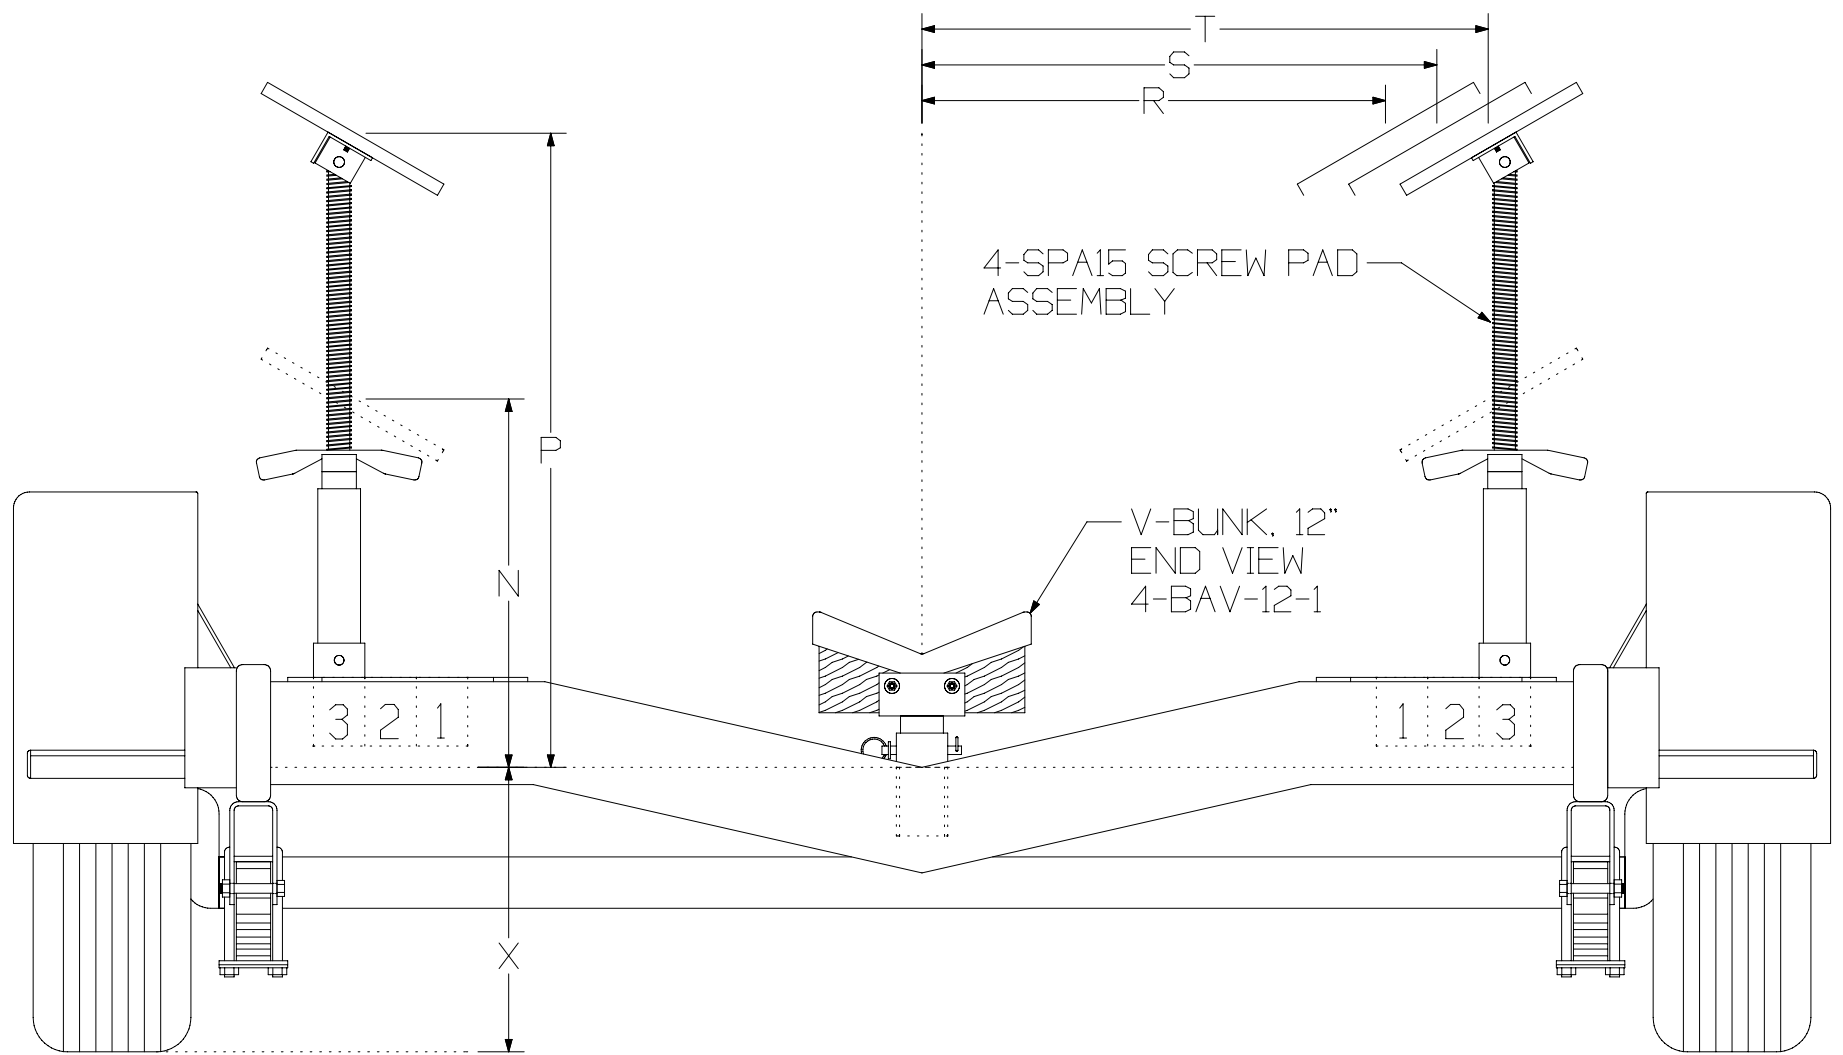 T
S
R
4-SPA15 SCREW PAD
ASSEMBLY
P
N
V-BUNK, 12"
END VIEW
4-BAV-12-1
3 2 1
1 2 3
X